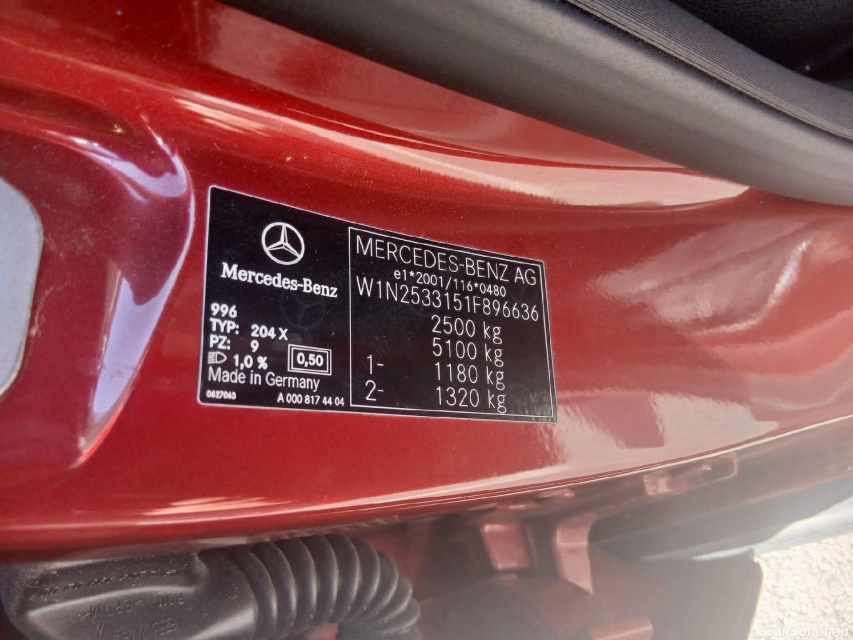 Mercedes-Benz
996
TYP: 204 X
PZ: 9
1,0 % 0,50
Made in Germany
0627063 A 000 817 44 04
MERCEDES-BENZ AG
e1*2001/116*0480
W1N2533151F896636
2500 kg
5100 kg
1- 1180 kg
2- 1320 kg